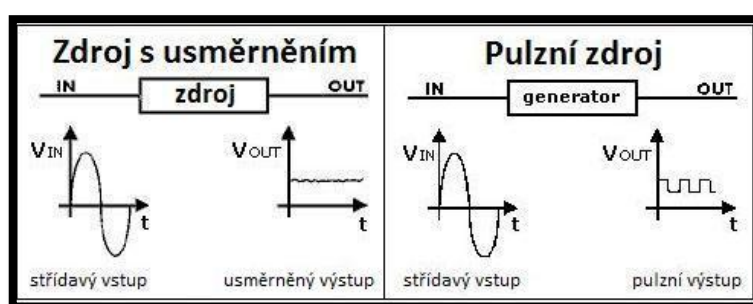 Zdroj s usměrněním
IN zdroj OUT
VIN VOUT
t t
střídavý vstup usměrněný výstup
Pulzní zdroj
IN generator OUT
VIN VOUT
t t
střídavý vstup pulzní výstup